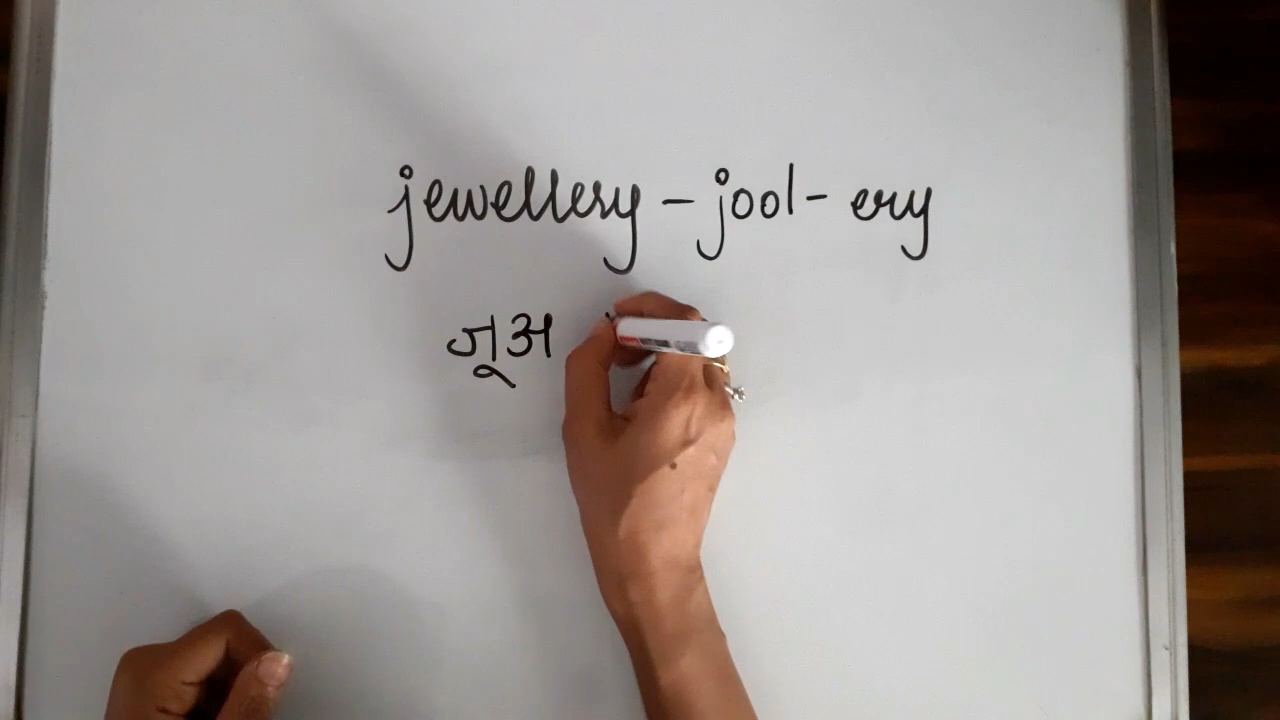 jewellery - jool - ery
जूअ